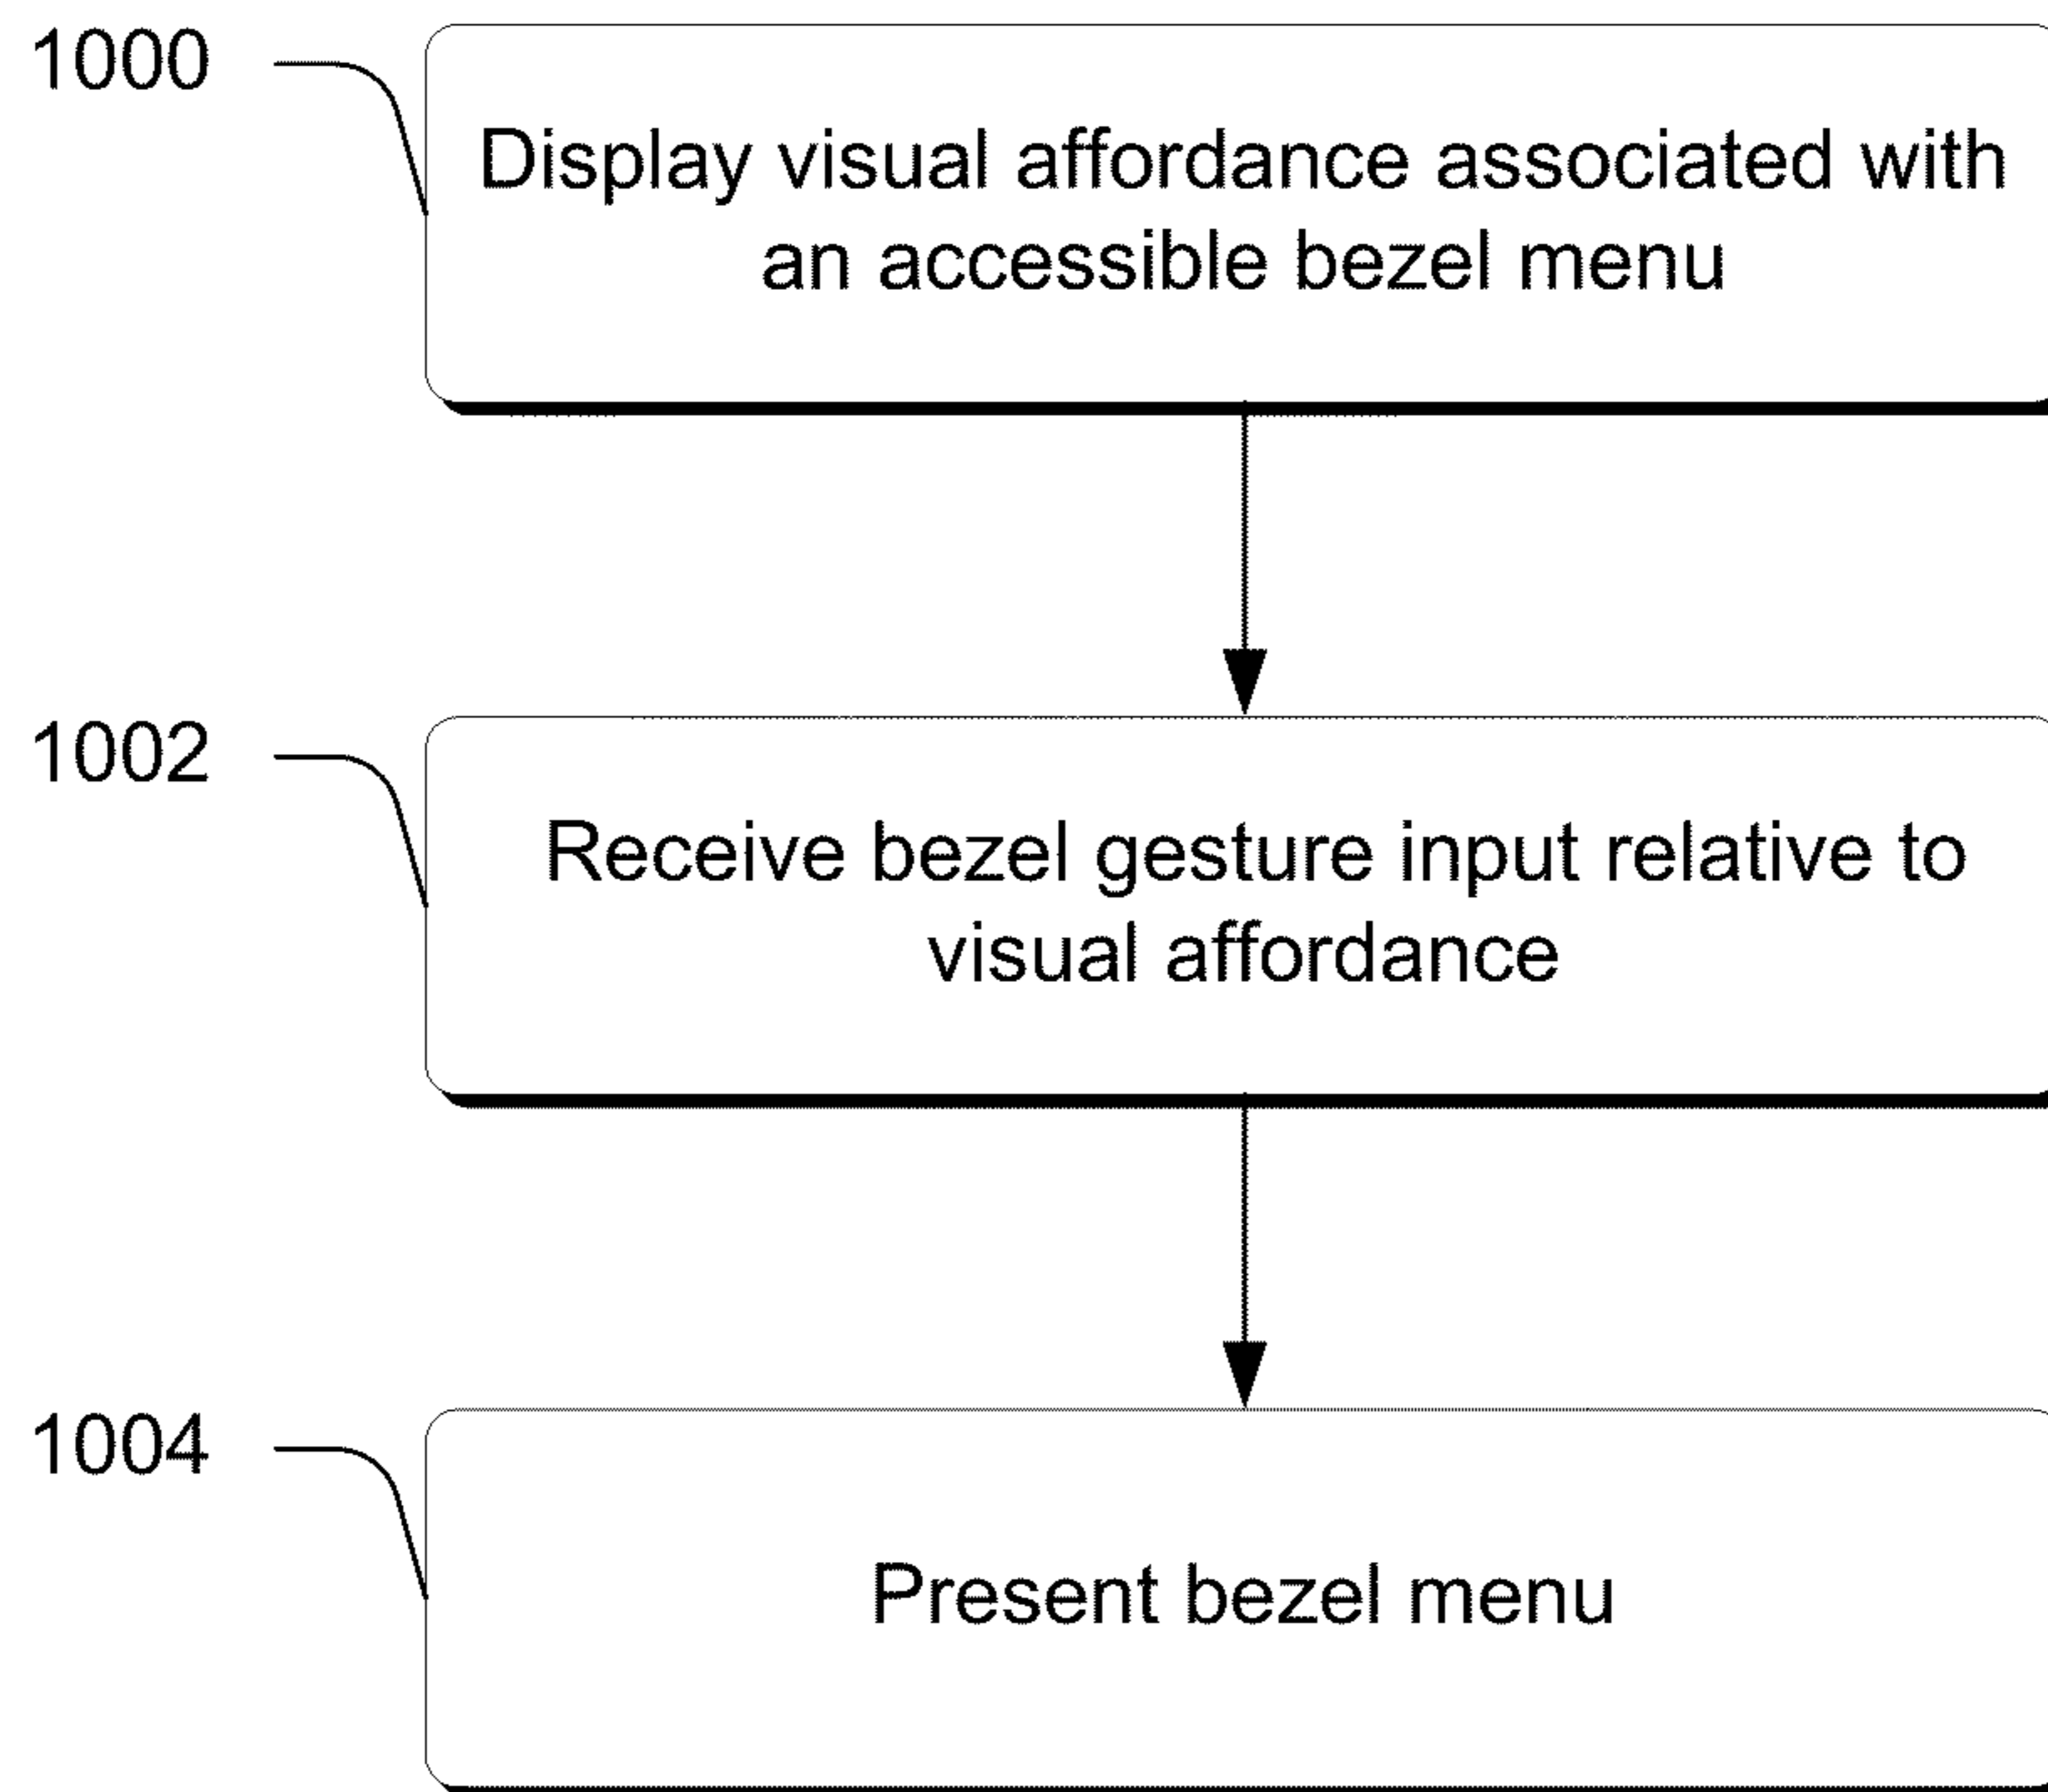 1000
Display visual affordance associated with
an accessible bezel menu
1002
Receive bezel gesture input relative to
visual affordance
1004
Present bezel menu